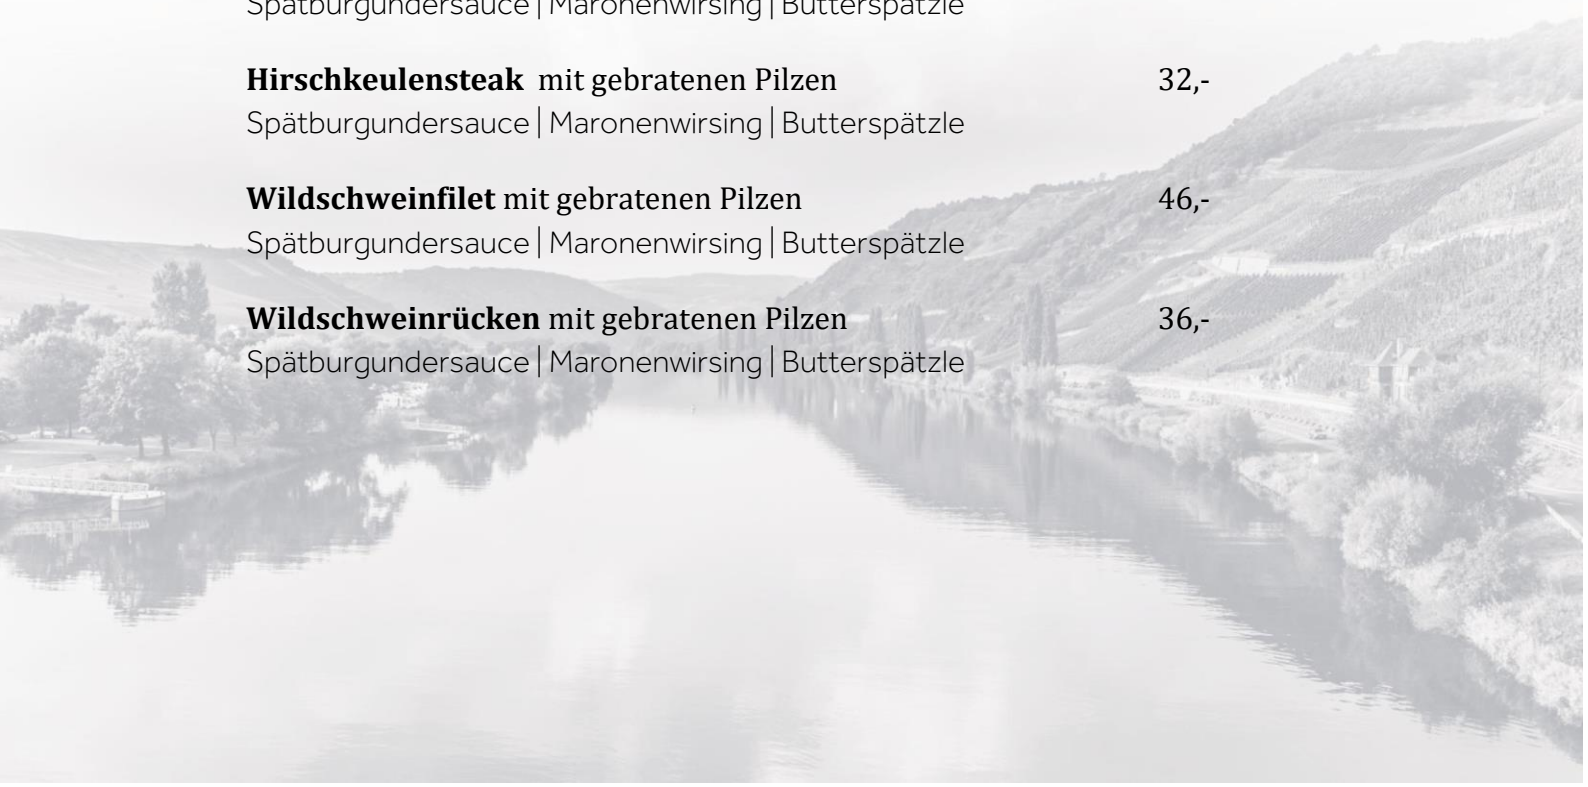 Spätburgundersauce | Maronenwirsing | Butterspätzle
Hirschkeulensteak mit gebratenen Pilzen 32,-
Spätburgundersauce | Maronenwirsing | Butterspätzle
Wildschweinfilet mit gebratenen Pilzen 46,-
Spätburgundersauce | Maronenwirsing | Butterspätzle
Wildschweinrücken mit gebratenen Pilzen 36,-
Spätburgundersauce | Maronenwirsing | Butterspätzle